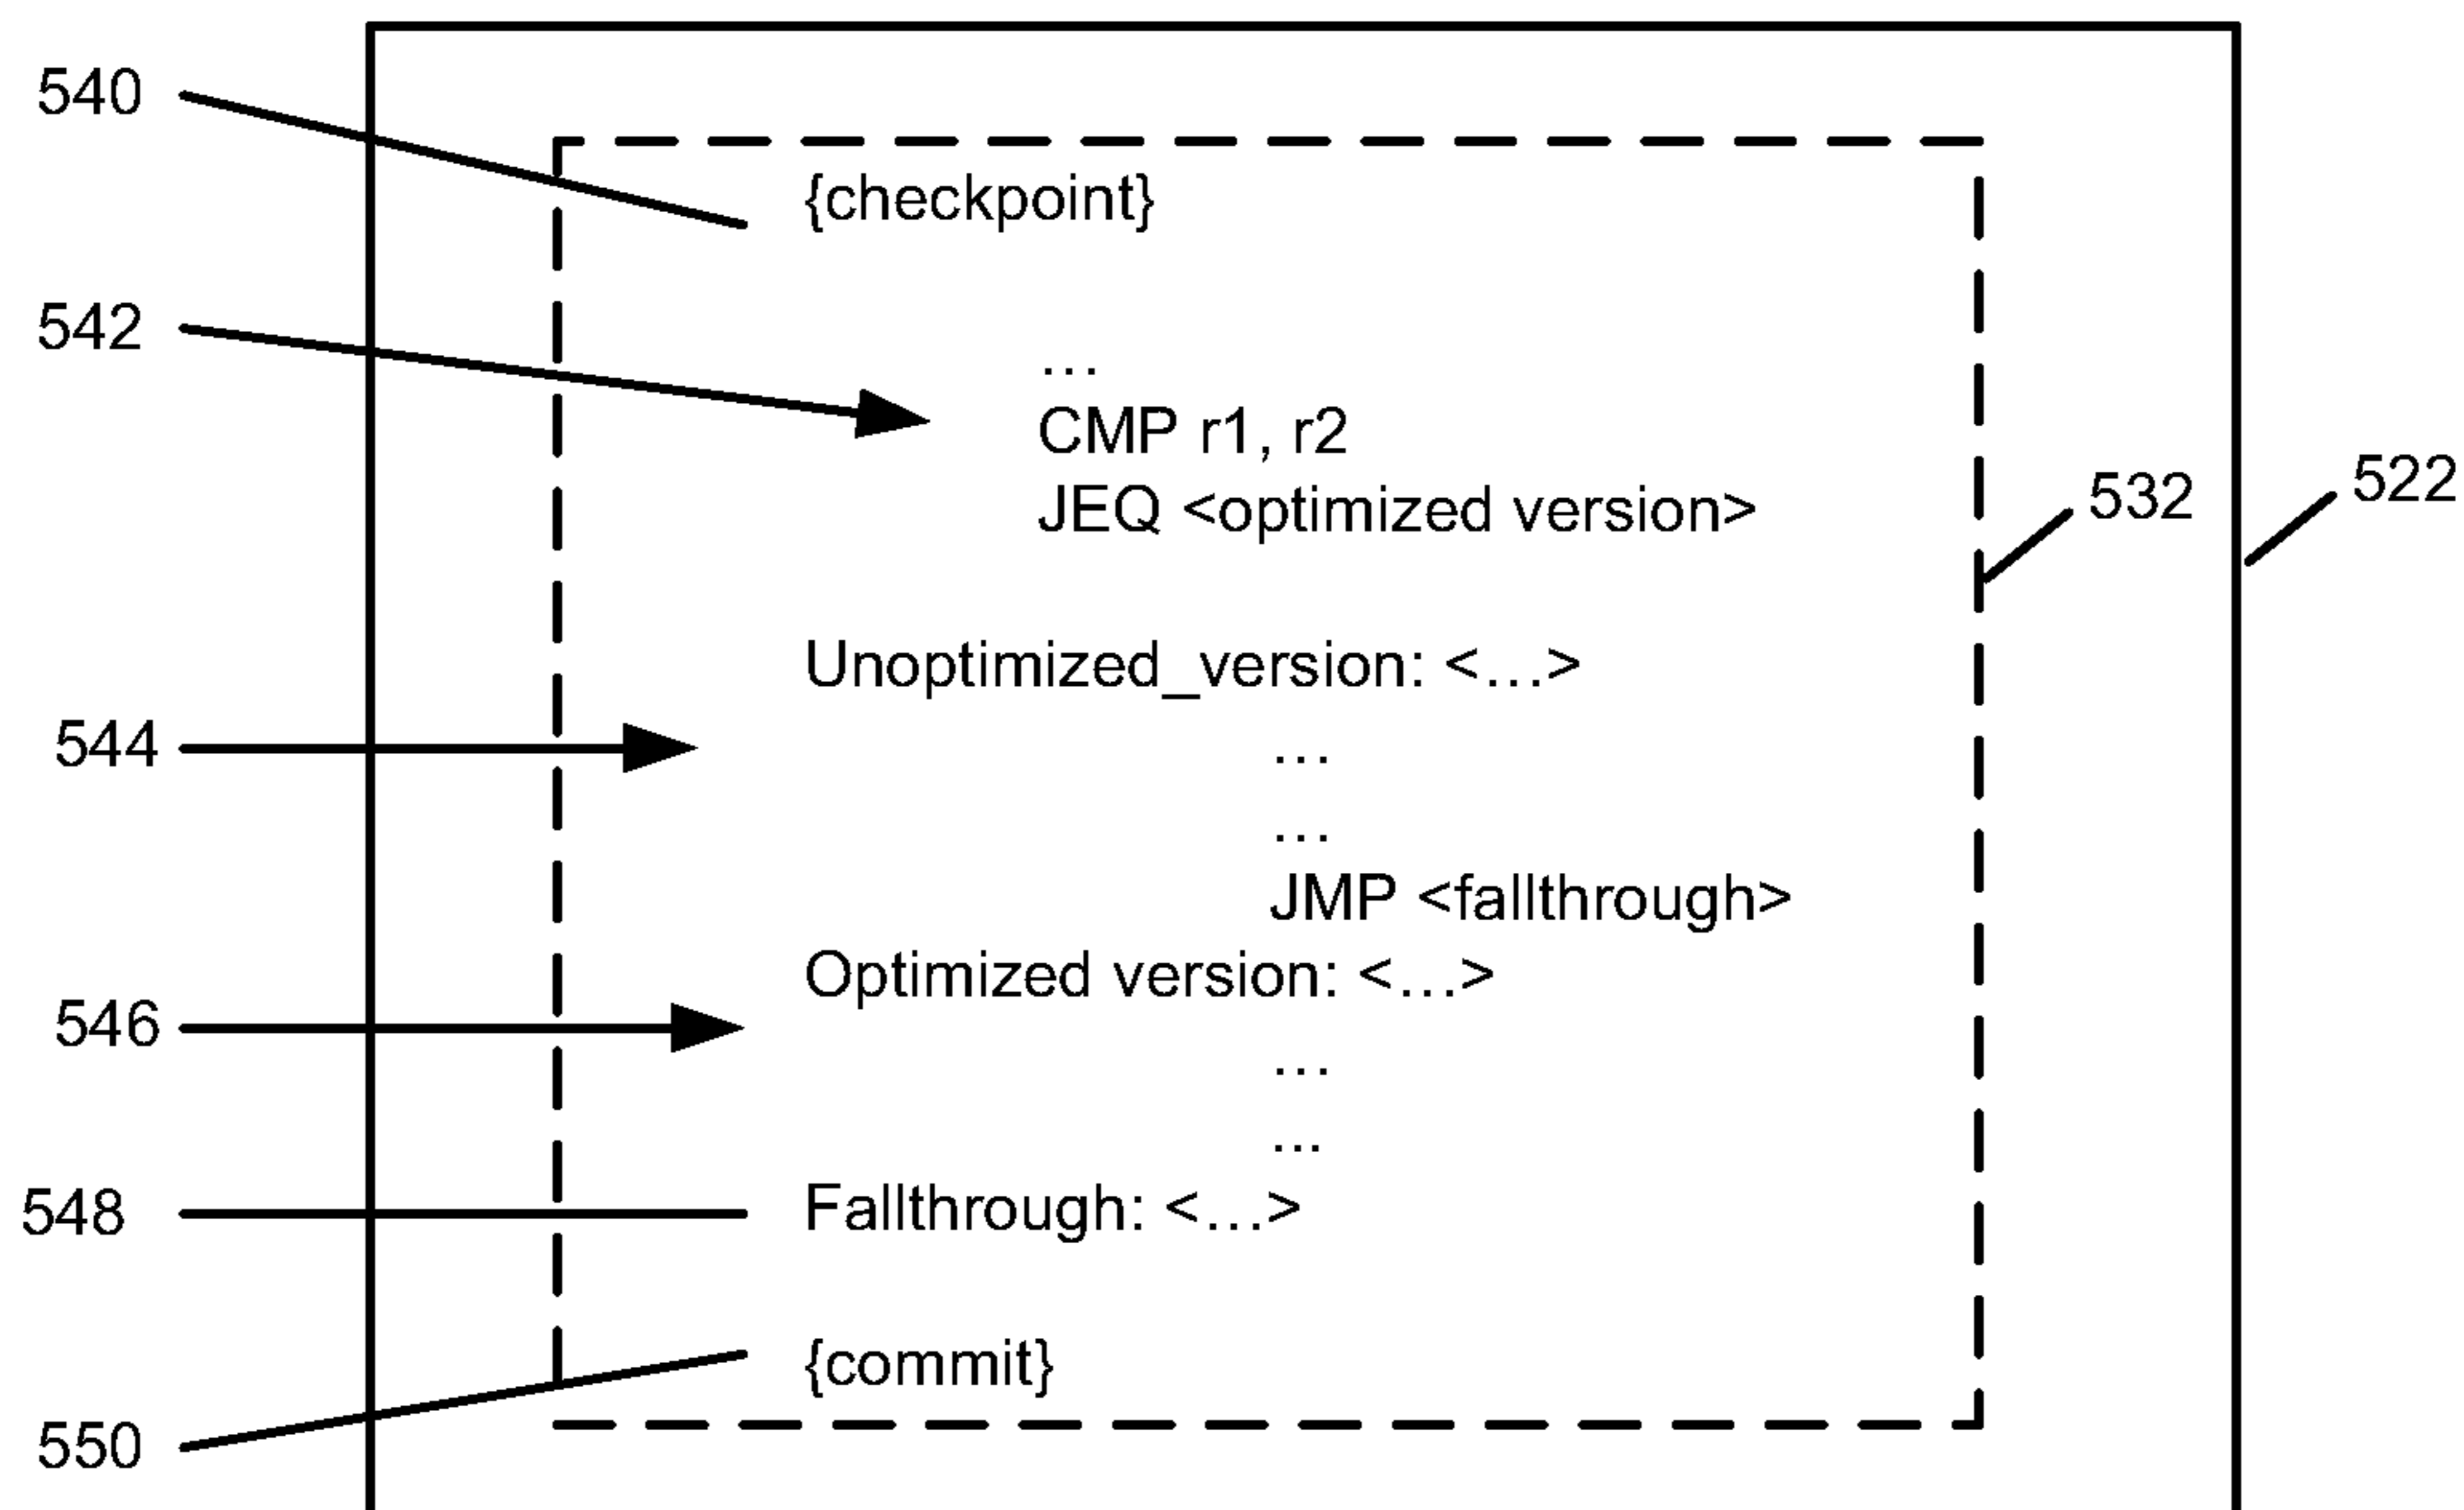 540
{checkpoint}
542
...
CMP r1, r2
JEQ <optimized version>
532
522
Unoptimized_version: <...>
544
...
...
JMP <fallthrough>
Optimized version: <...>
546
...
...
548
Fallthrough: <...>
{commit}
550